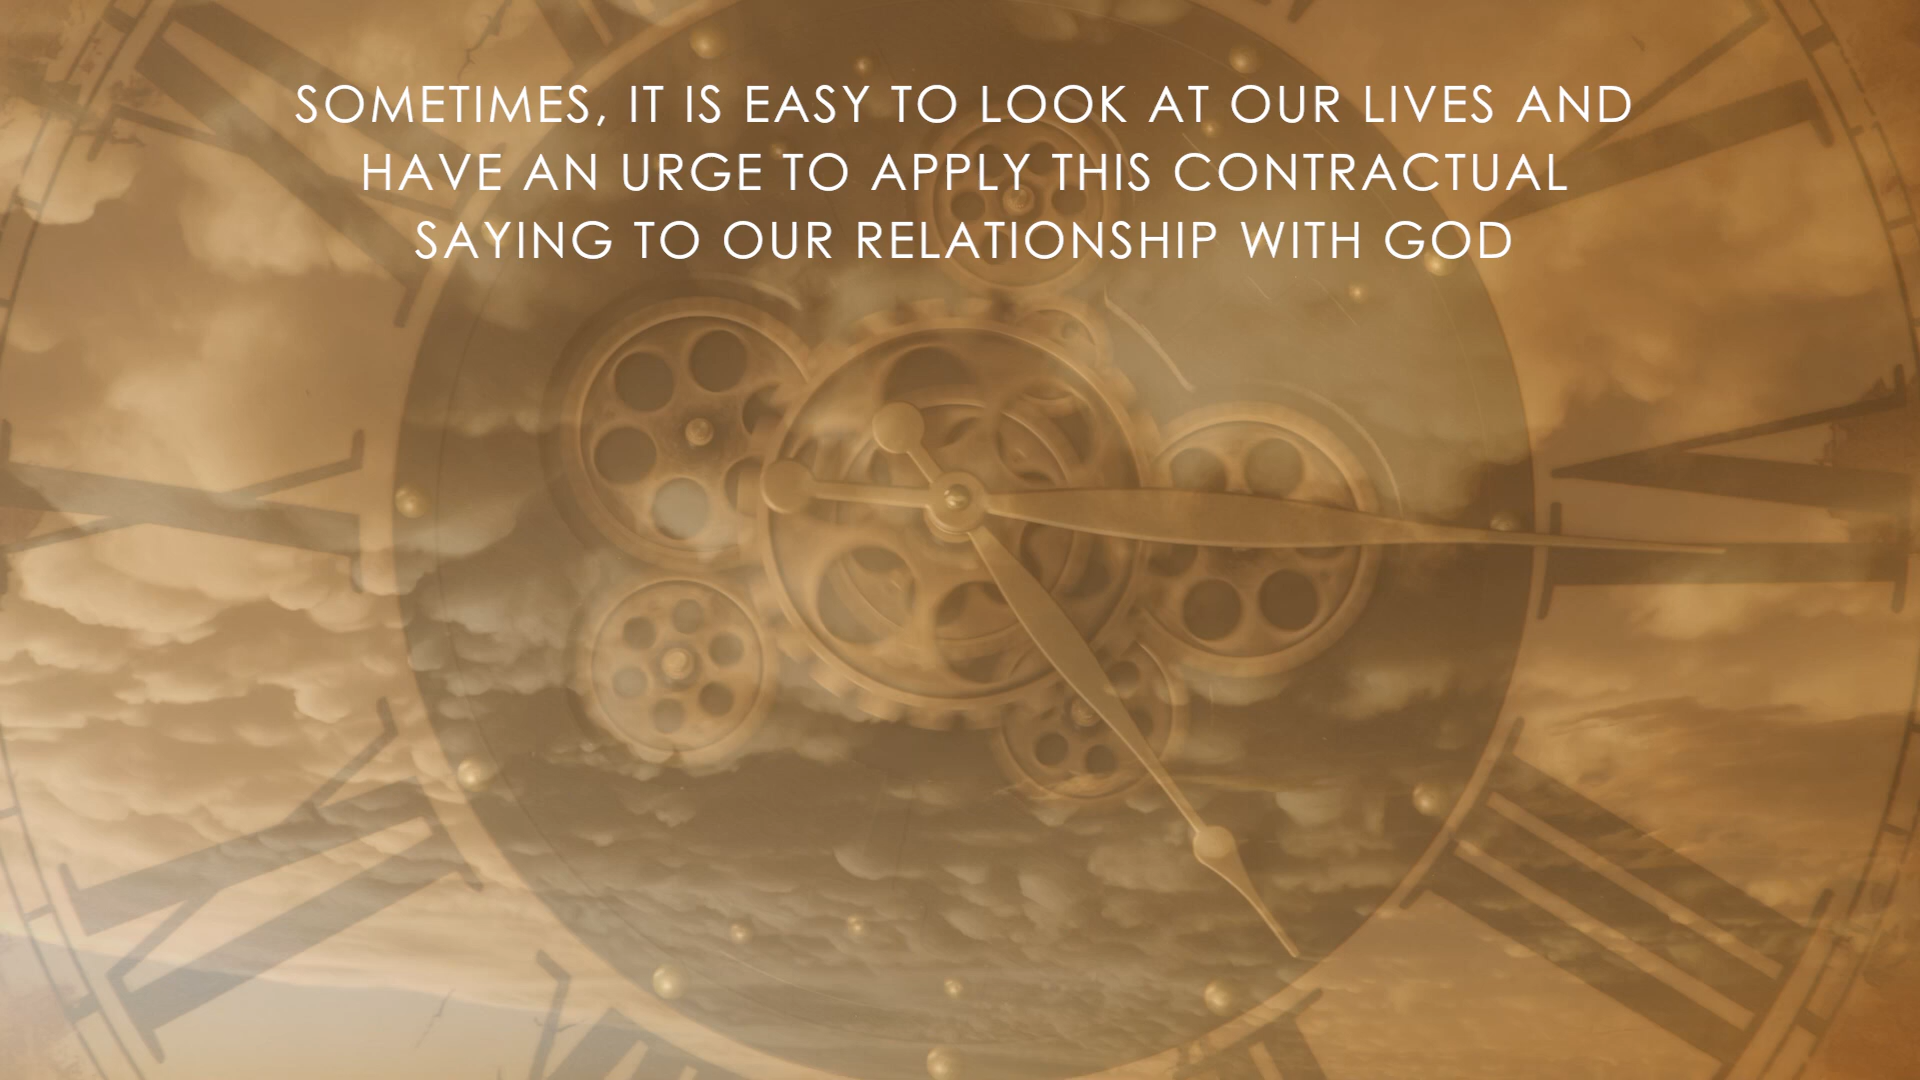 SOMETIMES, IT IS EASY TO LOOK AT OUR LIVES AND
HAVE AN URGE TO APPLY THIS CONTRACTUAL
SAYING TO OUR RELATIONSHIP WITH GOD